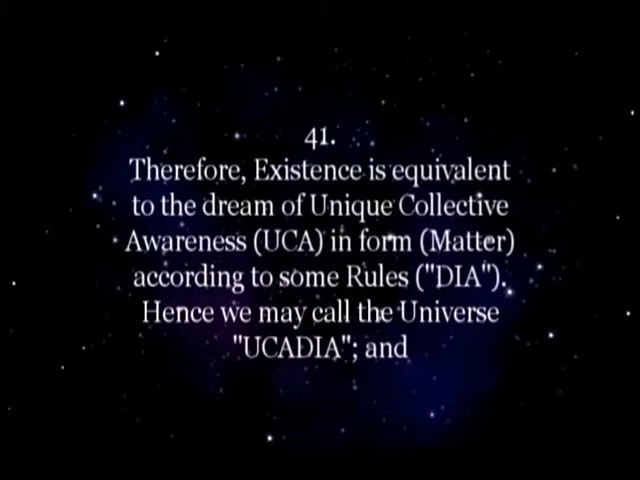 41.
Therefore, Existence is equivalent
to the dream of Unique Collective
Awareness (UCA) in form (Matter)
according to some Rules ("DIA").
Hence we may call the Universe
"UCADIA"; and